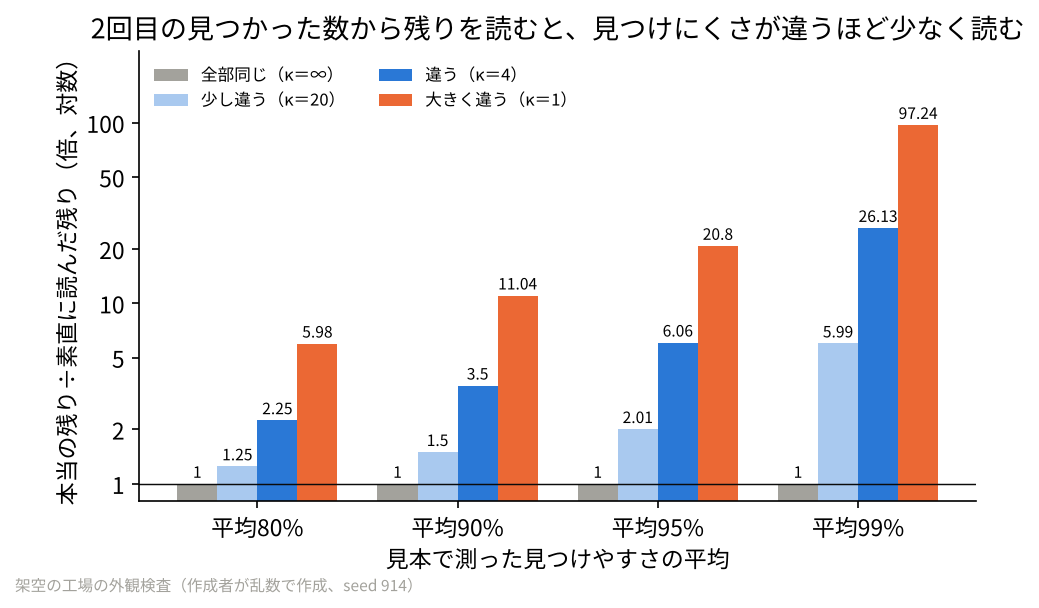 2回目の見つかった数から残りを読むと、見つけにくさが違うほど少なく読む
本当の残り÷素直に読んだ残り（倍、対数）
全部同じ（κ＝∞）
少し違う（κ＝20）
違う（κ＝4）
大きく違う（κ＝1）
100
50
20
10
5
2
1
1
1.25
2.25
5.98
1
1.5
3.5
11.04
1
2.01
6.06
20.8
1
5.99
26.13
97.24
平均80%
平均90%
平均95%
平均99%
見本で測った見つけやすさの平均
架空の工場の外観検査（作成者が乱数で作成、seed 914）